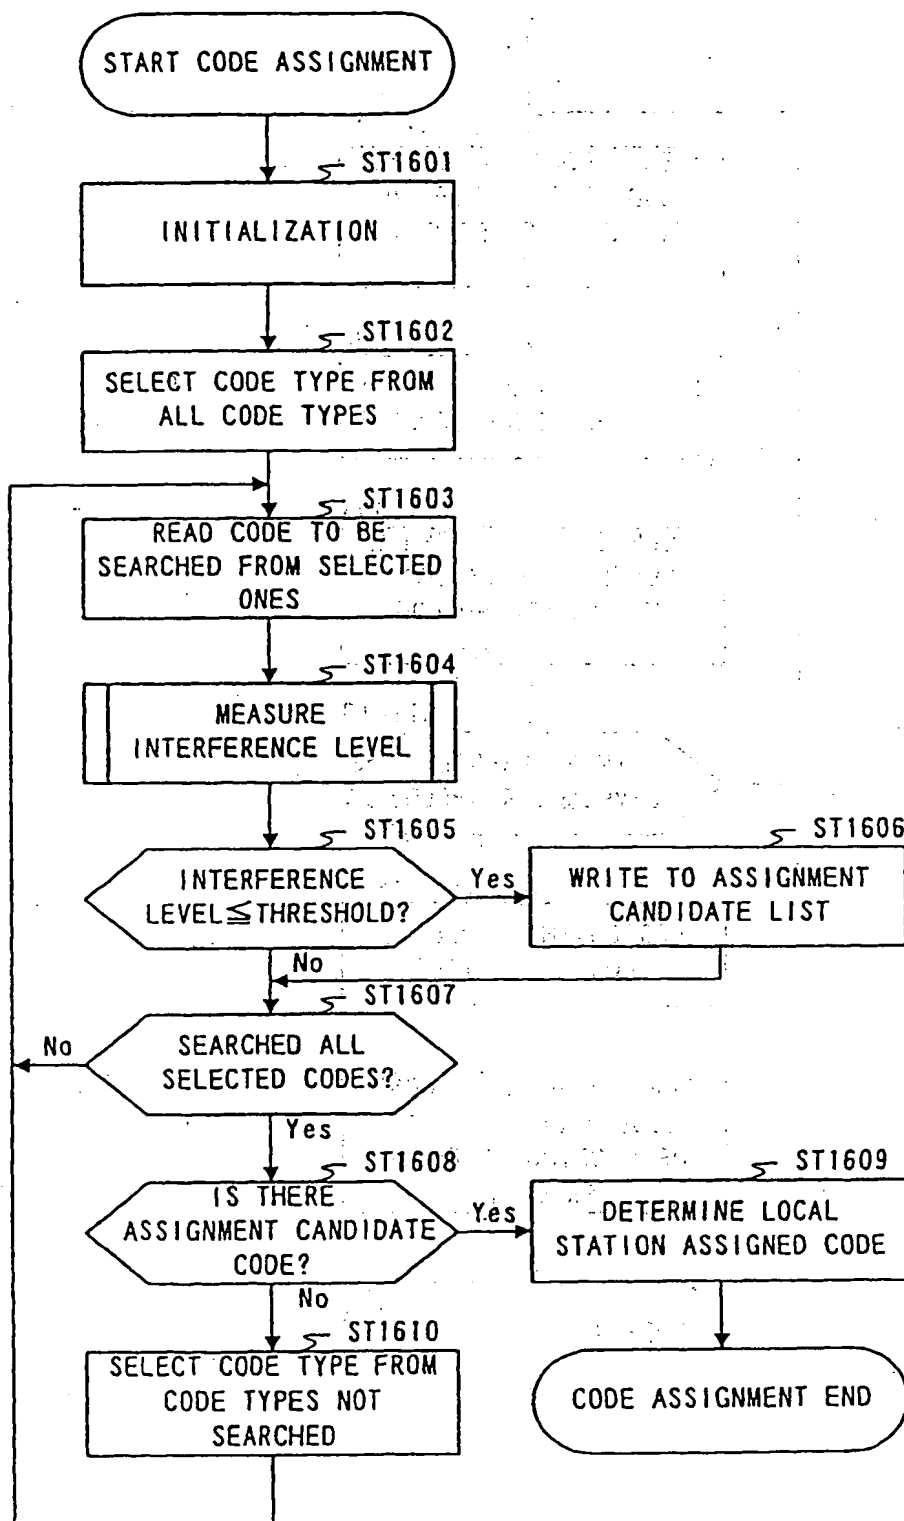 START CODE ASSIGNMENT
ST1601
INITIALIZATION
ST1602
SELECT CODE TYPE FROM
ALL CODE TYPES
ST1603
READ CODE TO BE
SEARCHED FROM SELECTED
ONES
ST1604
MEASURE
INTERFERENCE LEVEL
ST1605
INTERFERENCE
LEVEL≦THRESHOLD?
Yes
ST1606
WRITE TO ASSIGNMENT
CANDIDATE LIST
No
ST1607
SEARCHED ALL
SELECTED CODES?
No
Yes
ST1608
IS THERE
ASSIGNMENT CANDIDATE
CODE?
Yes
ST1609
DETERMINE LOCAL
STATION ASSIGNED CODE
No
ST1610
SELECT CODE TYPE FROM
CODE TYPES NOT
SEARCHED
CODE ASSIGNMENT END